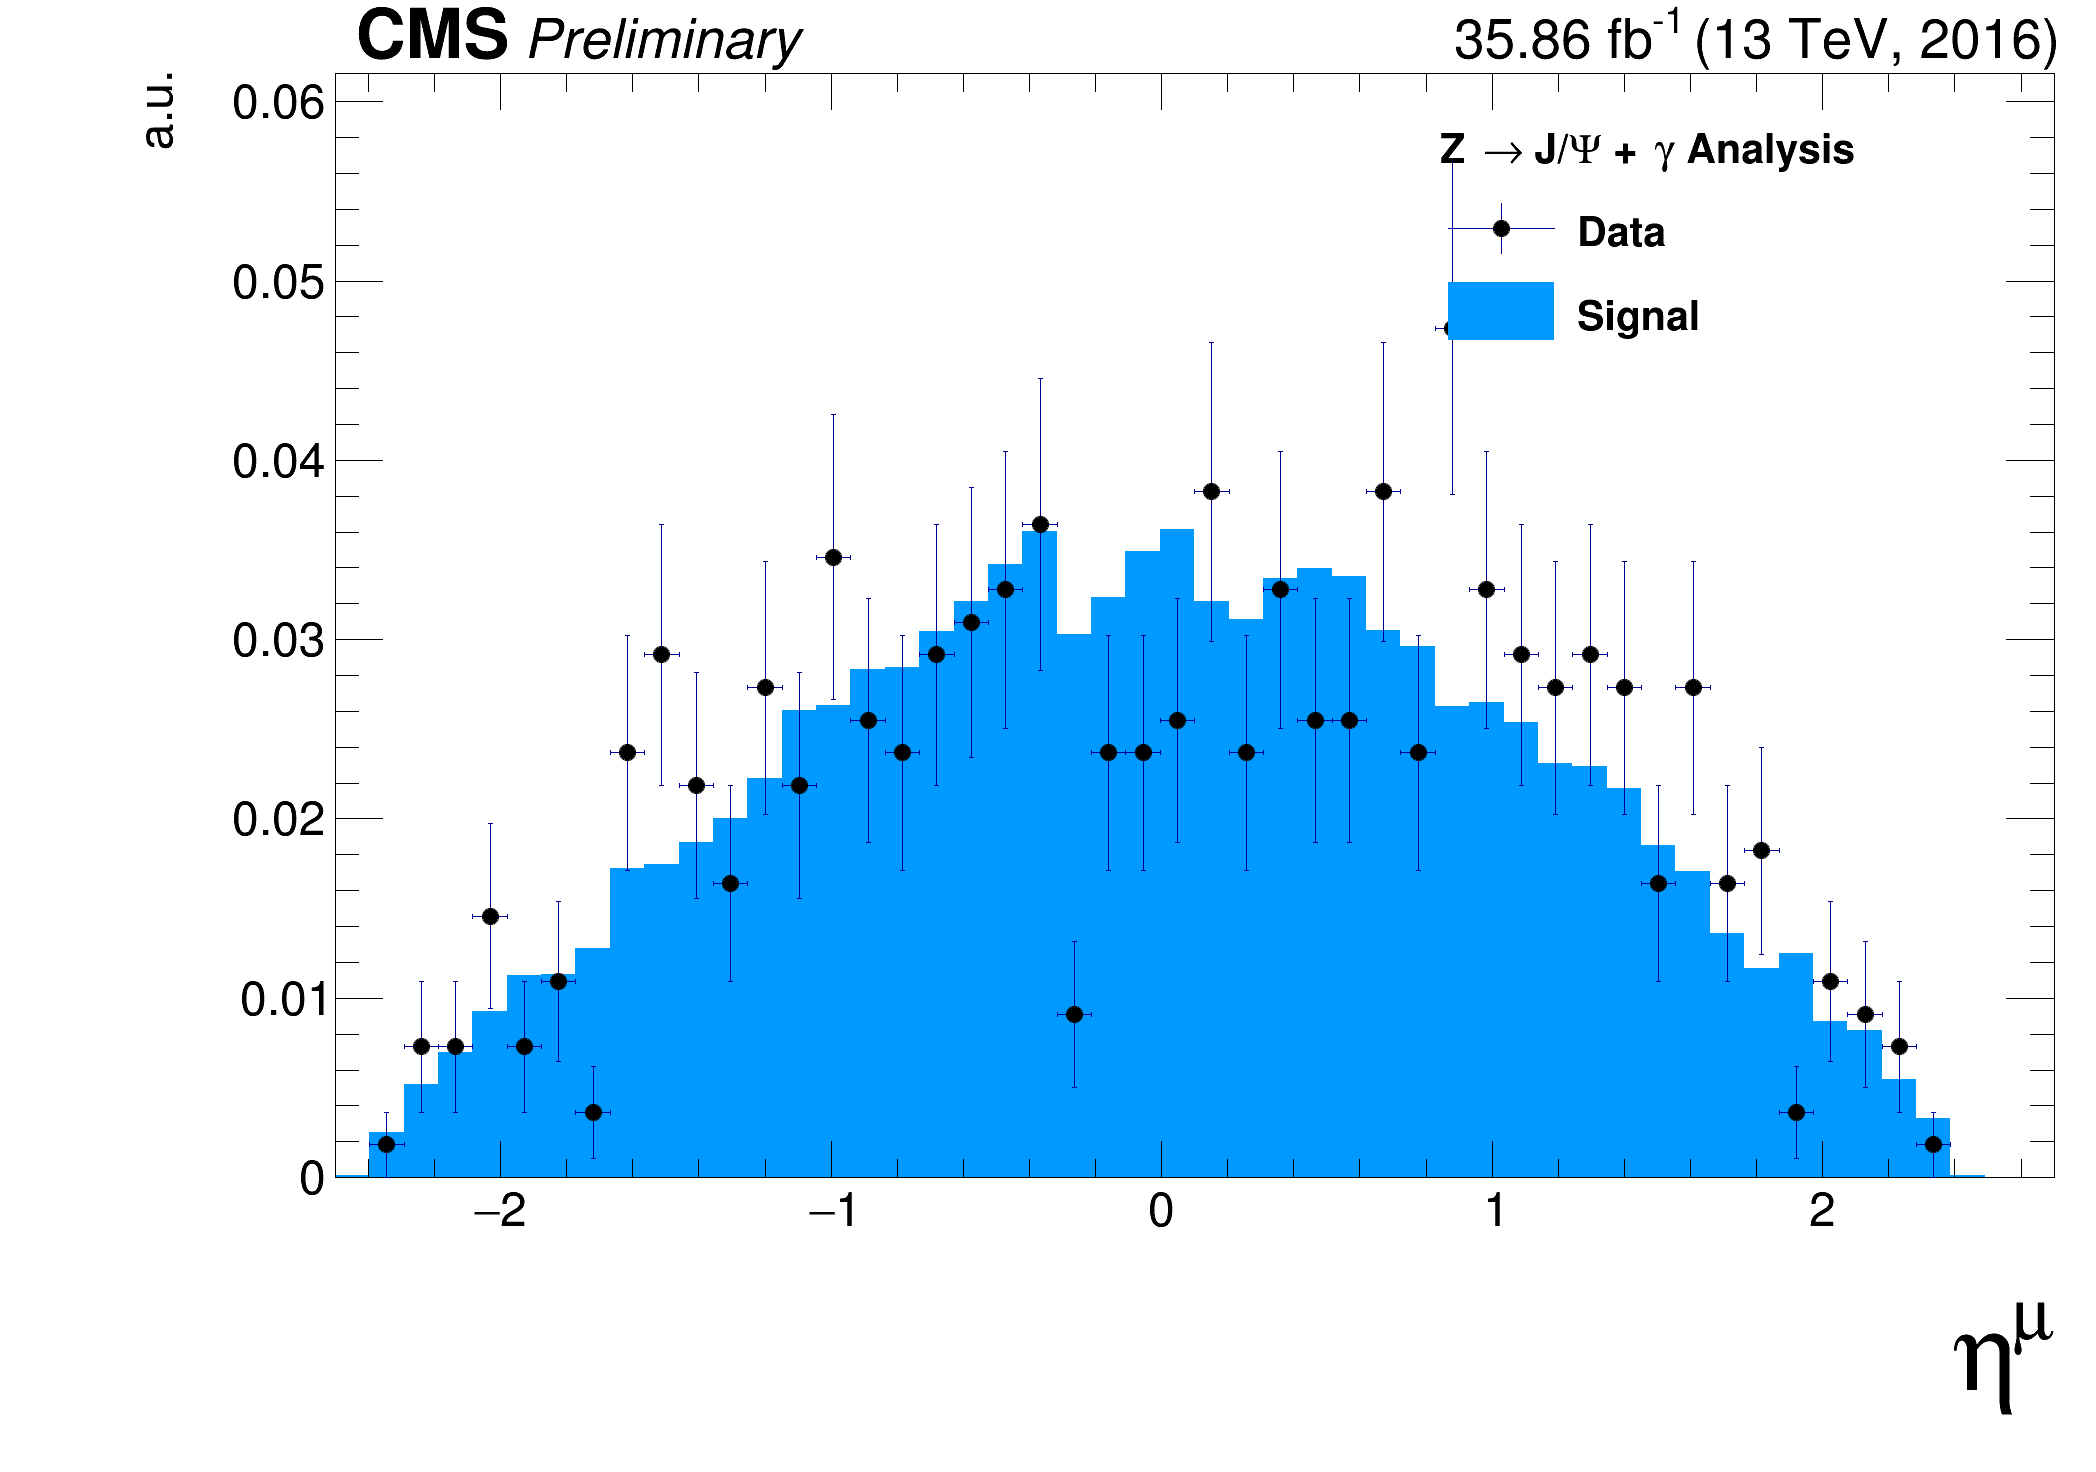 CMS Preliminary 35.86 fb⁻¹ (13 TeV, 2016)
a.u.
0.06
0.05
0.04
0.03
0.02
0.01
0
Z → J/Ψ + γ Analysis
Data
Signal
−2 −1 0 1 2
η^μ